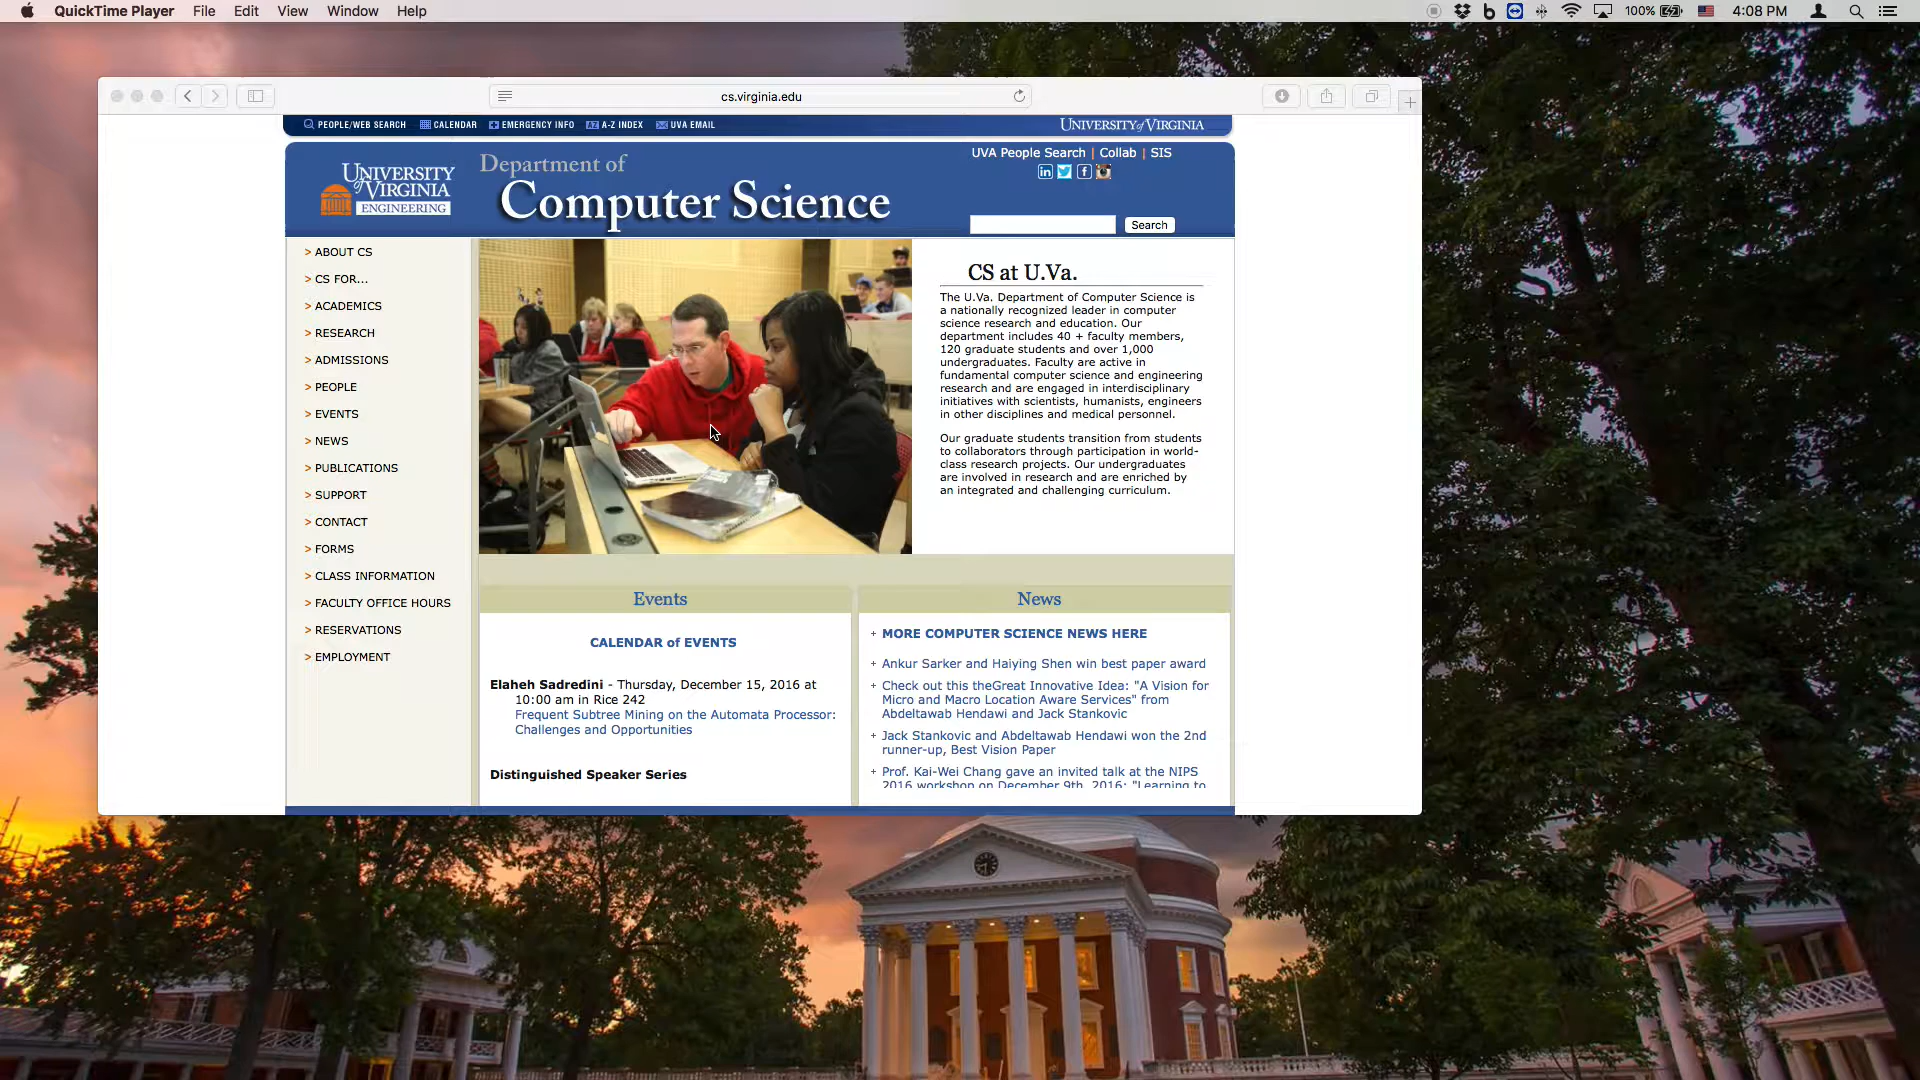 QuickTime Player File Edit View Window Help
100% 4:08 PM
cs.virginia.edu
PEOPLE/WEB SEARCH CALENDAR EMERGENCY INFO A-Z INDEX UVA EMAIL UNIVERSITY of VIRGINIA
UVA People Search | Collab | SIS
UNIVERSITY
of VIRGINIA
ENGINEERING
Department of
Computer Science
Search
> ABOUT CS
> CS FOR...
> ACADEMICS
> RESEARCH
> ADMISSIONS
> PEOPLE
> EVENTS
> NEWS
> PUBLICATIONS
> SUPPORT
> CONTACT
> FORMS
> CLASS INFORMATION
> FACULTY OFFICE HOURS
> RESERVATIONS
> EMPLOYMENT
CS at U.Va.
The U.Va. Department of Computer Science is
a nationally recognized leader in computer
science research and education. Our
department includes 40 + faculty members,
120 graduate students and over 1,000
undergraduates. Faculty are active in
fundamental computer science and engineering
research and are engaged in interdisciplinary
initiatives with scientists, humanists, engineers
in other disciplines and medical personnel.
Our graduate students transition from students
to collaborators through participation in world-
class research projects. Our undergraduates
are involved in research and are enriched by
an integrated and challenging curriculum.
Events
CALENDAR of EVENTS
Elaheh Sadredini - Thursday, December 15, 2016 at
10:00 am in Rice 242
Frequent Subtree Mining on the Automata Processor:
Challenges and Opportunities
Distinguished Speaker Series
News
+ MORE COMPUTER SCIENCE NEWS HERE
+ Ankur Sarker and Haiying Shen win best paper award
+ Check out this theGreat Innovative Idea: "A Vision for
Micro and Macro Location Aware Services" from
Abdeltawab Hendawi and Jack Stankovic
+ Jack Stankovic and Abdeltawab Hendawi won the 2nd
runner-up, Best Vision Paper
+ Prof. Kai-Wei Chang gave an invited talk at the NIPS
2016 workshop on December 9th, 2016: "Learning to